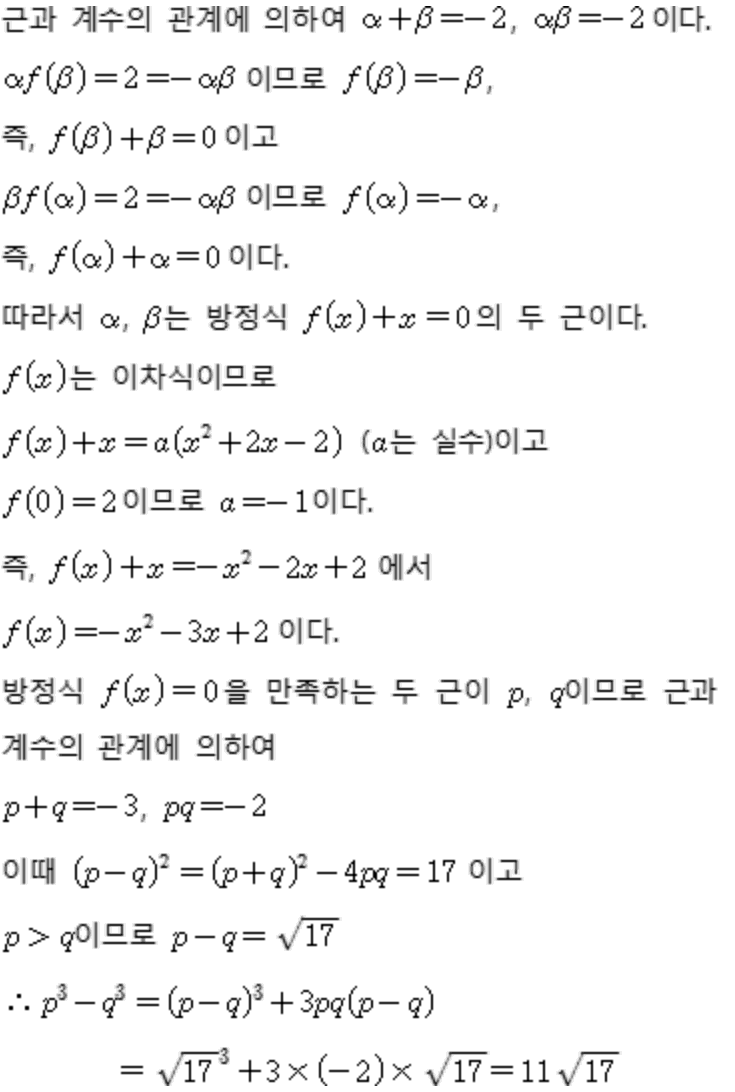 근과 계수의 관계에 의하여 α+β=−2, αβ=−2이다.
αf(β)=2=−αβ 이므로 f(β)=−β,
즉, f(β)+β=0이고
βf(α)=2=−αβ 이므로 f(α)=−α,
즉, f(α)+α=0이다.
따라서 α, β는 방정식 f(x)+x=0의 두 근이다.
f(x)는 이차식이므로
f(x)+x=a(x²+2x−2) (a는 실수)이고
f(0)=2이므로 a=−1이다.
즉, f(x)+x=−x²−2x+2 에서
f(x)=−x²−3x+2 이다.
방정식 f(x)=0을 만족하는 두 근이 p, q이므로 근과
계수의 관계에 의하여
p+q=−3, pq=−2
이때 (p−q)²=(p+q)²−4pq=17 이고
p>q이므로 p−q=√17
∴ p³−q³=(p−q)³+3pq(p−q)
=√17³+3×(−2)×√17=11√17